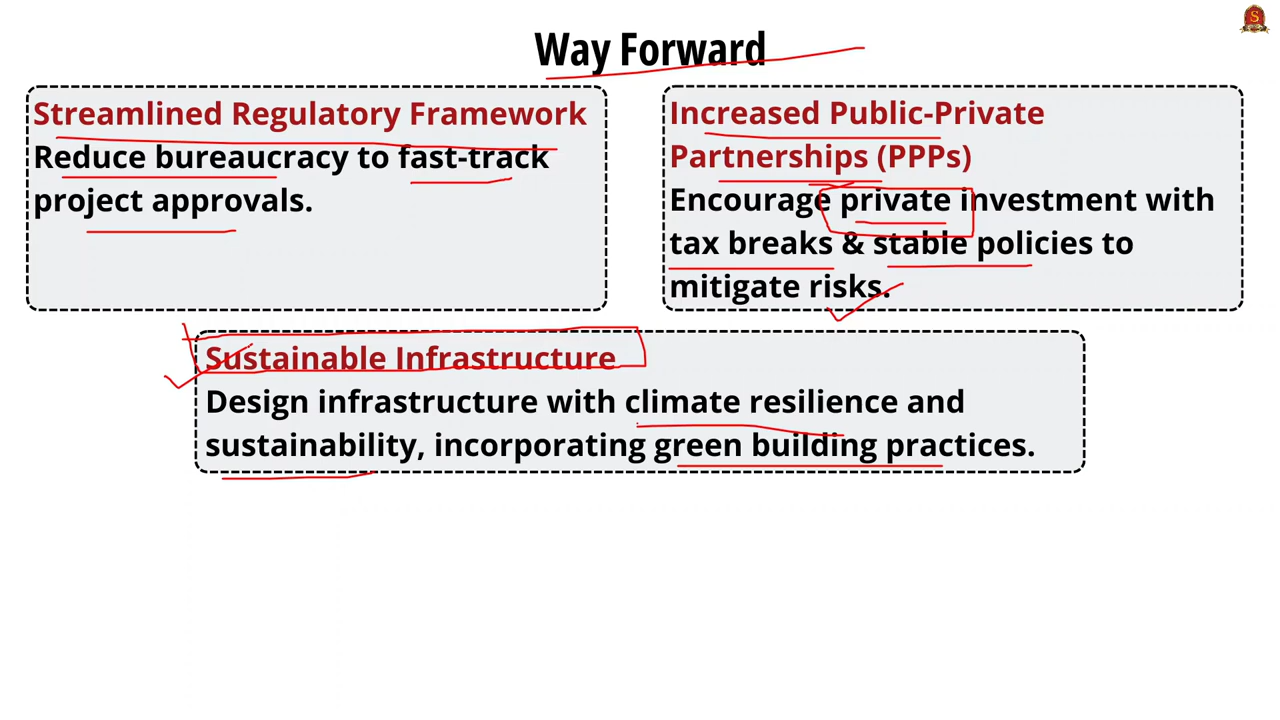 Way Forward
Streamlined Regulatory Framework
Reduce bureaucracy to fast-track
project approvals.
Increased Public-Private
Partnerships (PPPs)
Encourage private investment with
tax breaks & stable policies to
mitigate risks.
Sustainable Infrastructure
Design infrastructure with climate resilience and
sustainability, incorporating green building practices.